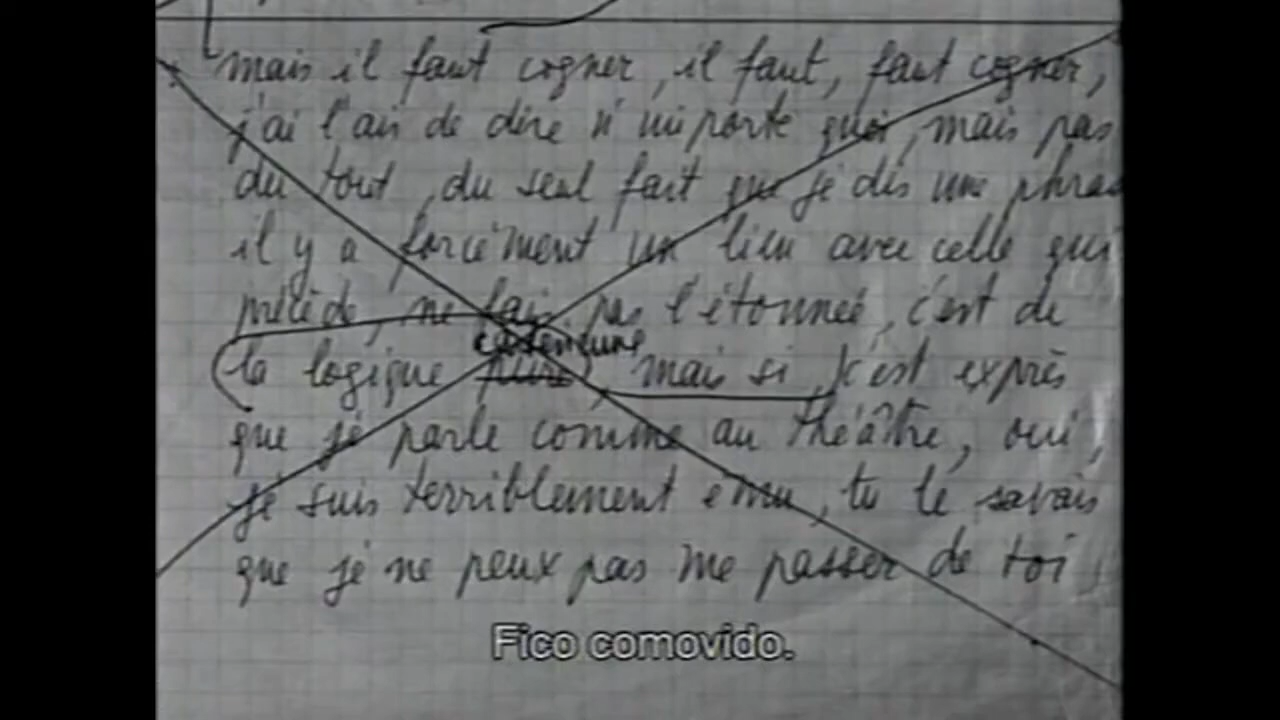 mais il faut cogner, il faut, faut cogner,
j'ai l'air de dire n'importe quoi, mais pas
du tout, du seul fait que je dis une phras
il y a forcément un lien avec celle qui
précède, ne fais pas l'étonnée, c'est de
cartésienne
la logique pure, mais si, c'est exprès
que je parle comme au théâtre, oui,
je suis terriblement ému, tu le savais
que je ne peux pas me passer de toi,
Fico comovido.